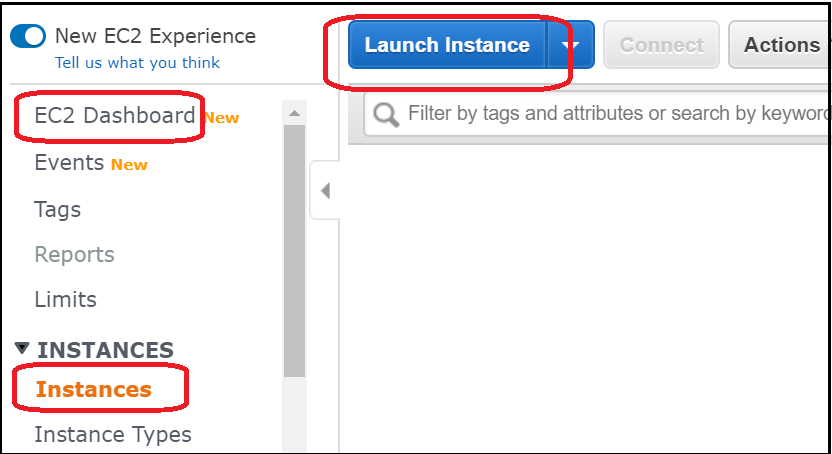 New EC2 Experience
Tell us what you think
Launch Instance
Connect
Actions
EC2 Dashboard New
Filter by tags and attributes or search by keyword
Events New
Tags
Reports
Limits
INSTANCES
Instances
Instance Types